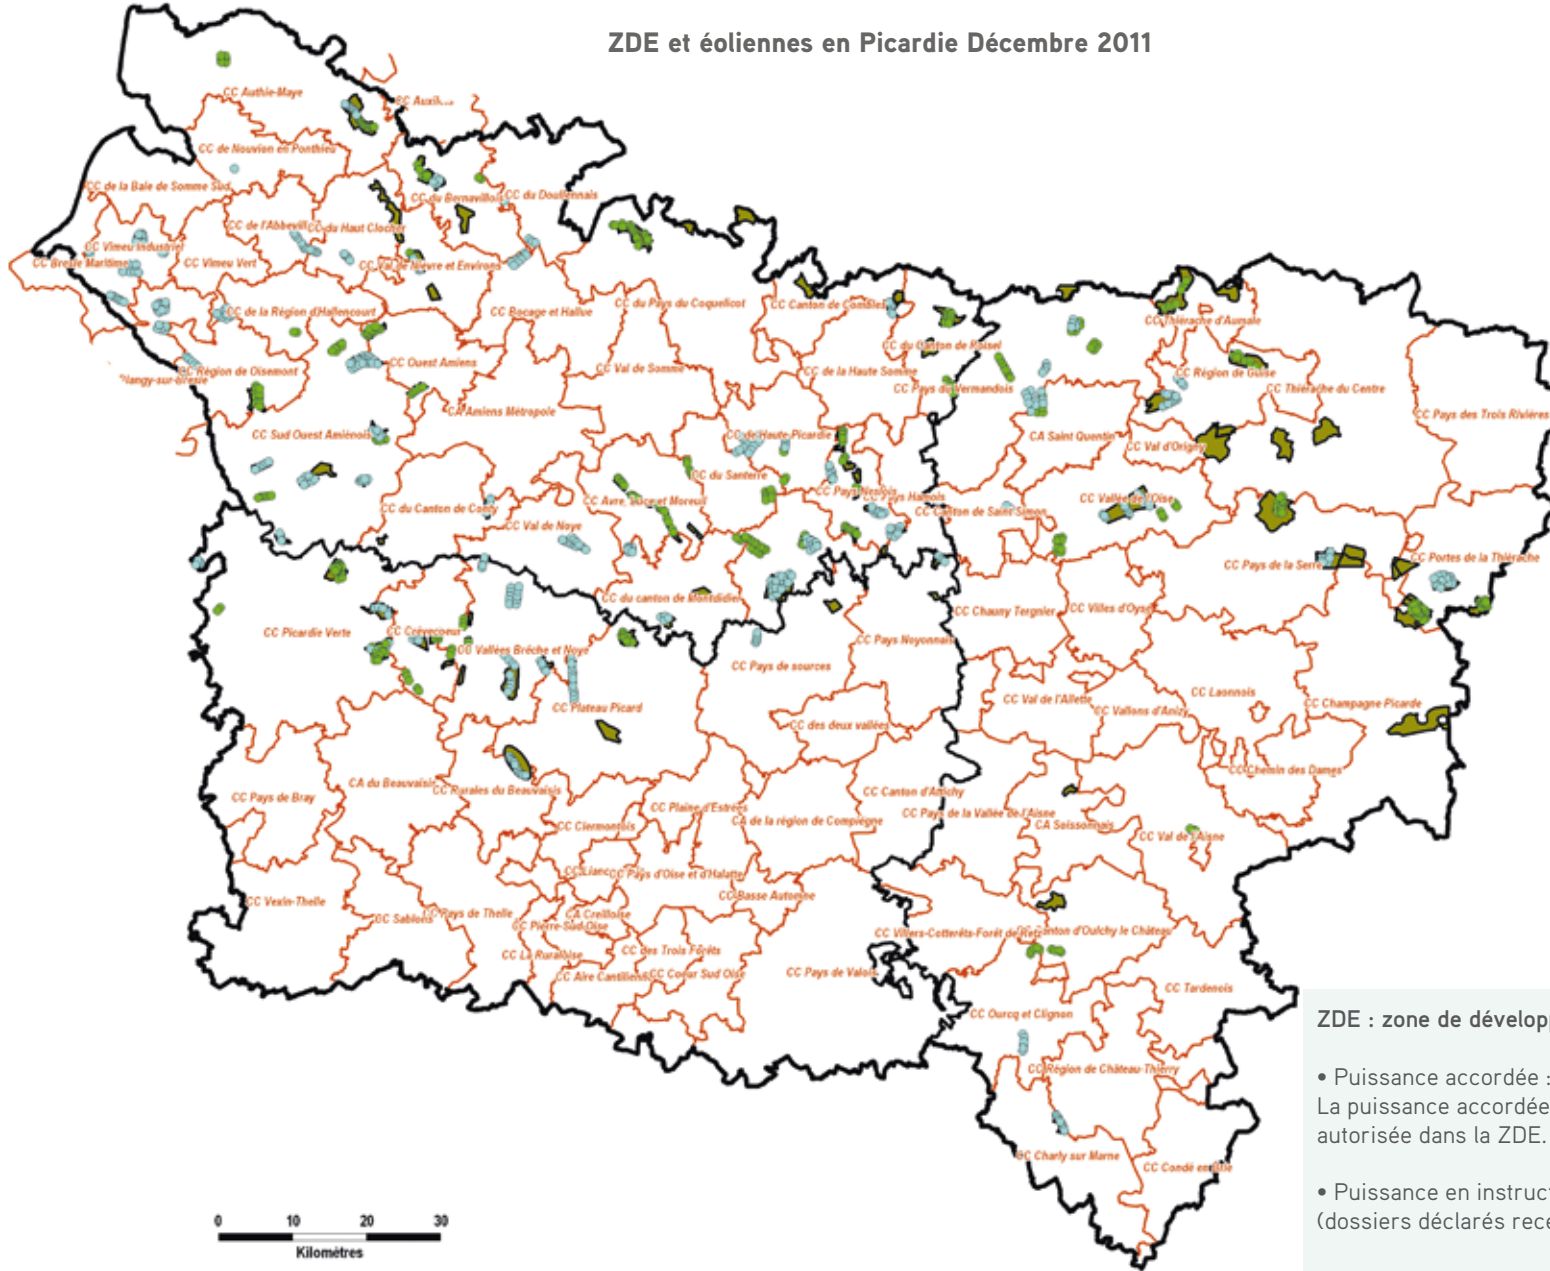 ZDE et éoliennes en Picardie Décembre 2011
CC Authie-Maye
CC de Nouvion en Ponthieu
CC de la Baie de Somme Sud
CC du Bernavillois
CC du Doullennais
CC de l'Abbevill
CC du Haut Clocher
CC Vimeu Industriel
CC Bresle Maritime
CC Vimeu Vert
CC Val de Nièvre et Environs
CC de la Région d'Hallencourt
CC Bocage et Hallue
CC du Pays du Coquelicot
CC Canton de Combles
CC Thiérache d'Aumale
CC du Canton de Roisel
CC Ouest Amiens
CC Val de Somme
CC de la Haute Somme
CC Région de Oisemont
CC Région de Guise
CC Thiérache du Centre
CC Pays du Vermandois
CA Amiens Métropole
CC Pays des Trois Rivières
CC Sud Ouest Amiénois
CC de Haute Picardie
CA Saint Quentin
CC Val d'Origny
CC du Santerre
CC Avre, Luce et Moreuil
CC Pays Neslois
CC Pays Hamois
CC Vallée de l'Oise
CC du Canton de Conty
CC Val de Noye
CC Canton de Saint Simon
CC Pays de la Serre
CC Portes de la Thiérache
CC du canton de Montdidier
CC Chauny Tergnier
CC Villes d'Oyse
CC Picardie Verte
CC Crèvecoeur
CC Vallées Brêche et Noye
CC Pays Noyonnais
CC Pays de sources
CC Plateau Picard
CC Val de l'Ailette
CC Laonnois
CC Vallons d'Anizy
CC Champagne Picarde
CC des deux vallées
CC Chemin des Dames
CA du Beauvaisis
CC Rurales du Beauvaisis
CC Pays de Bray
CC Canton d'Attichy
CC Plaine d'Estrées
CC Pays de la Vallée de l'Aisne
CA de la région de Compiègne
CC Clermontois
CA Soissonnais
CC Val de l'Aisne
CC Pays d'Oise et d'Halatte
CC Basse Automne
CC Vexin-Thelle
CC Sablons
CC Pays de Thelle
CA Creilloise
CC Pierre-Sud-Oise
CC La Ruraloise
CC des Trois Forêts
CC Aire Cantilienne
CC Coeur Sud Oise
CC Pays de Valois
CC Villers-Cotterêts-Forêt de Retz
Canton d'Oulchy le Château
CC Tardenois
CC Ourcq et Clignon
CC Région de Château-Thierry
CC Charly sur Marne
CC Condé en Brie
ZDE : zone de dévelop
• Puissance accordée :
La puissance accordée
autorisée dans la ZDE.
• Puissance en instruct
(dossiers déclarés rece
0 10 20 30
Kilomètres